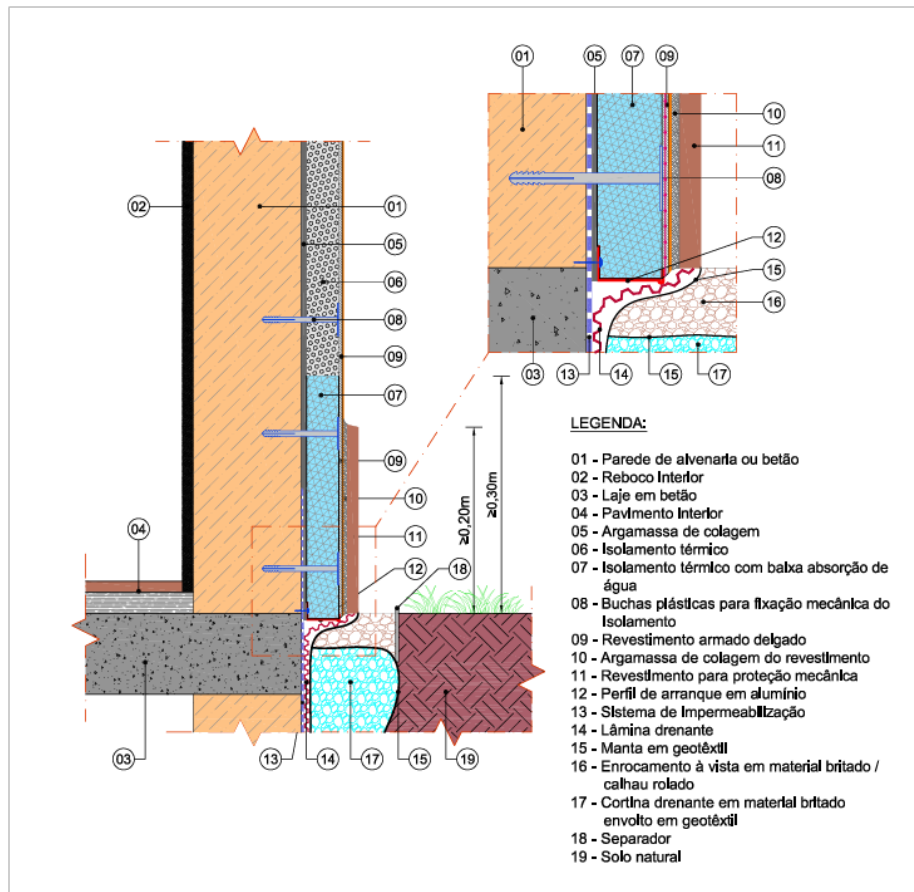 01
05
07
09
10
11
08
12
15
16
03
13
14
15
17
02
01
05
06
08
09
07
09
10
11
12
18
04
≥0,20m
≥0,30m
03
13
14
17
15
19
LEGENDA:
01 - Parede de alvenaria ou betão
02 - Reboco Interior
03 - Laje em betão
04 - Pavimento Interior
05 - Argamassa de colagem
06 - Isolamento térmico
07 - Isolamento térmico com baixa absorção de
água
08 - Buchas plásticas para fixação mecânica do
Isolamento
09 - Revestimento armado delgado
10 - Argamassa de colagem do revestimento
11 - Revestimento para proteção mecânica
12 - Perfil de arranque em alumínio
13 - Sistema de Impermeabilização
14 - Lâmina drenante
15 - Manta em geotêxtil
16 - Enrocamento à vista em material britado /
calhau rolado
17 - Cortina drenante em material britado
envolto em geotêxtil
18 - Separador
19 - Solo natural